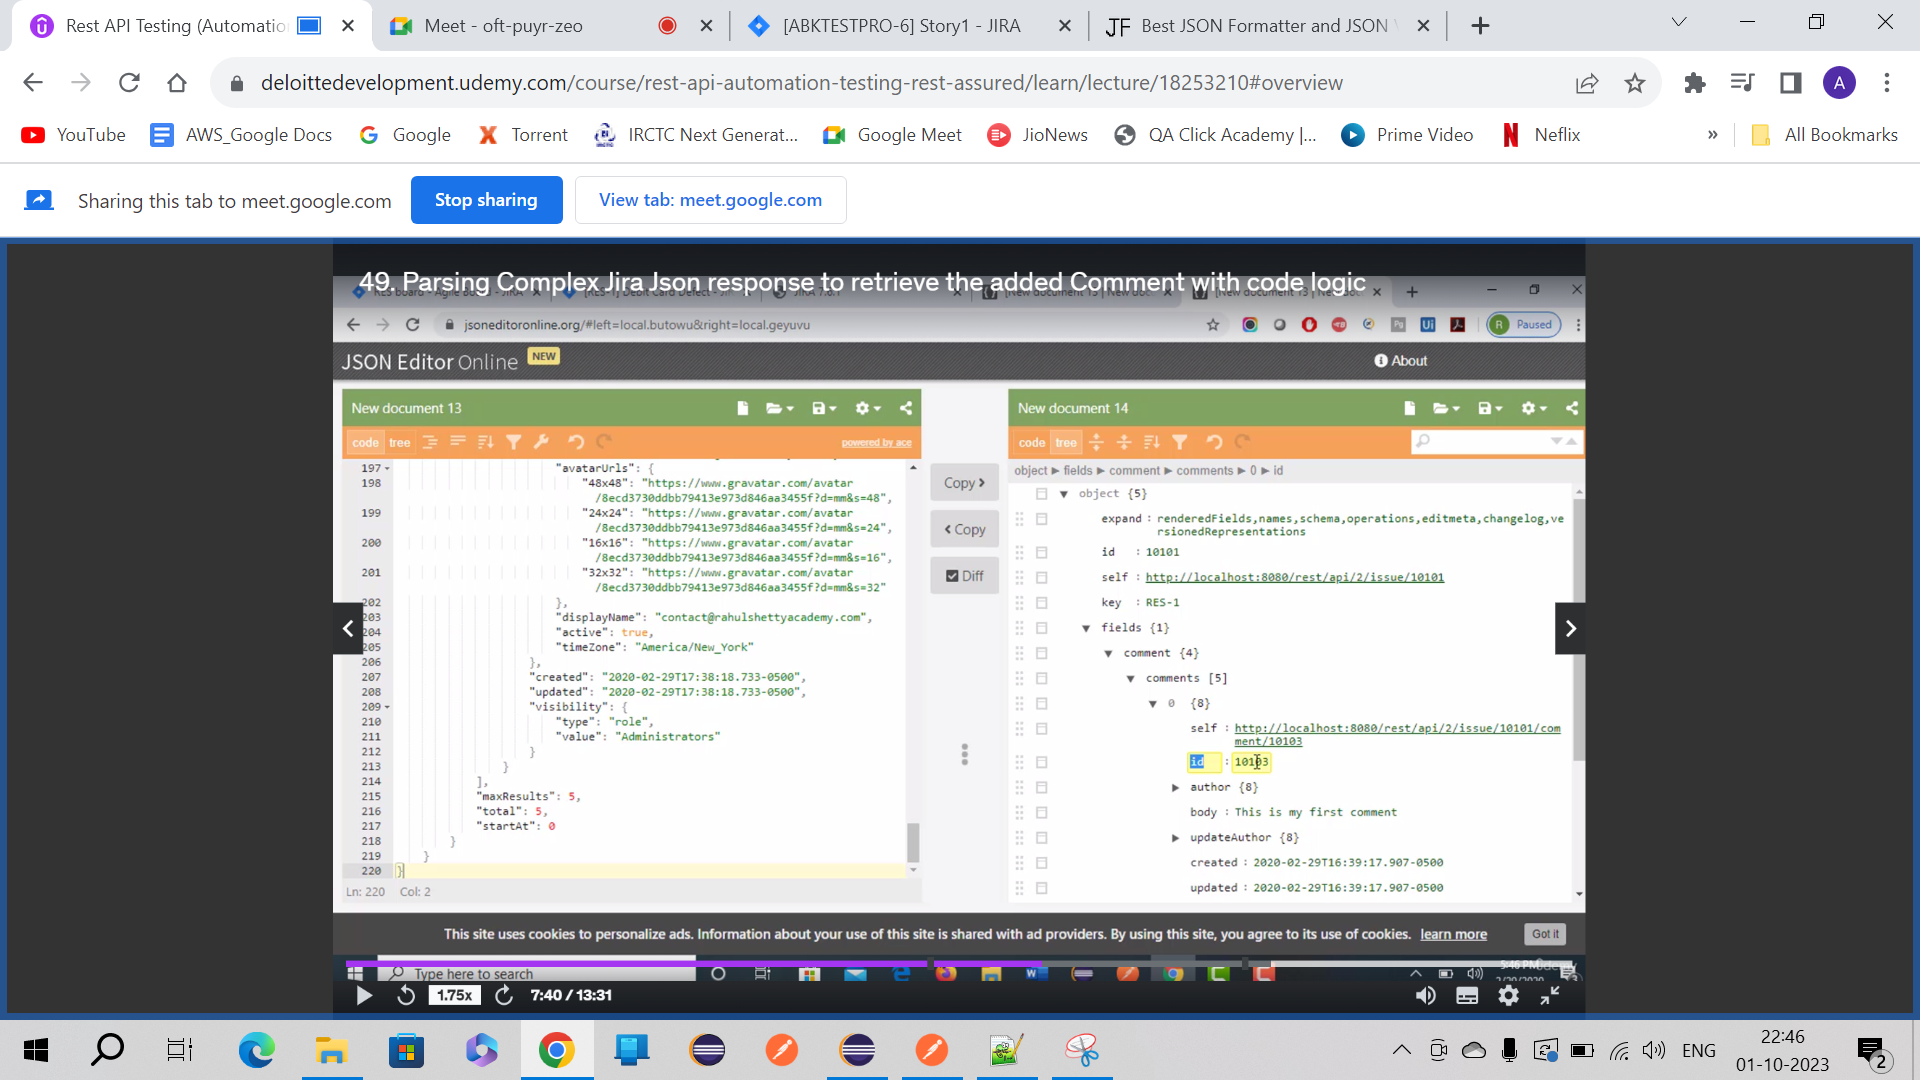 Rest API Testing (Automatio
Meet - oft-puyr-zeo
[ABKTESTPRO-6] Story1 - JIRA
JF Best JSON Formatter and JSON
deloittedevelopment.udemy.com/course/rest-api-automation-testing-rest-assured/learn/lecture/18253210#overview
A
YouTube
AWS_Google Docs
Google
Torrent
IRCTC Next Generat...
Google Meet
JioNews
QA Click Academy |...
Prime Video
Neflix
»
All Bookmarks
Sharing this tab to meet.google.com
Stop sharing
View tab: meet.google.com
49. Parsing Complex Jira Json response to retrieve the added Comment with code logic
jsoneditoronline.org/#left=local.butowu&right=local.geyuvu
R Paused
JSON Editor Online NEW
About
New document 13
code tree
powered by ace
197
"avatarUrls": {
198
"48x48": "https://www.gravatar.com/avatar
/8ecd3730ddbb79413e973d846aa3455f?d=mm&s=48",
199
"24x24": "https://www.gravatar.com/avatar
/8ecd3730ddbb79413e973d846aa3455f?d=mm&s=24",
200
"16x16": "https://www.gravatar.com/avatar
/8ecd3730ddbb79413e973d846aa3455f?d=mm&s=16",
201
"32x32": "https://www.gravatar.com/avatar
/8ecd3730ddbb79413e973d846aa3455f?d=mm&s=32"
202 },
203 "displayName": "contact@rahulshettyacademy.com",
204 "active": true,
205 "timeZone": "America/New_York"
206 },
207 "created": "2020-02-29T17:38:18.733-0500",
208 "updated": "2020-02-29T17:38:18.733-0500",
209 "visibility": {
210 "type": "role",
211 "value": "Administrators"
212 }
213 }
214 ],
215 "maxResults": 5,
216 "total": 5,
217 "startAt": 0
218 }
219 }
220 }
Ln: 220 Col: 2
Copy >
< Copy
Diff
New document 14
code tree
object ► fields ► comment ► comments ► 0 ► id
object {5}
expand : renderedFields,names,schema,operations,editmeta,changelog,ve
rsionedRepresentations
id : 10101
self : http://localhost:8080/rest/api/2/issue/10101
key : RES-1
fields {1}
comment {4}
comments [5]
0 {8}
self : http://localhost:8080/rest/api/2/issue/10101/com
ment/10103
id : 10103
author {8}
body : This is my first comment
updateAuthor {8}
created : 2020-02-29T16:39:17.907-0500
updated : 2020-02-29T16:39:17.907-0500
This site uses cookies to personalize ads. Information about your use of this site is shared with ad providers. By using this site, you agree to its use of cookies. learn more
Got it
Type here to search
1.75x
7:40 / 13:31
ENG
22:46
01-10-2023
2